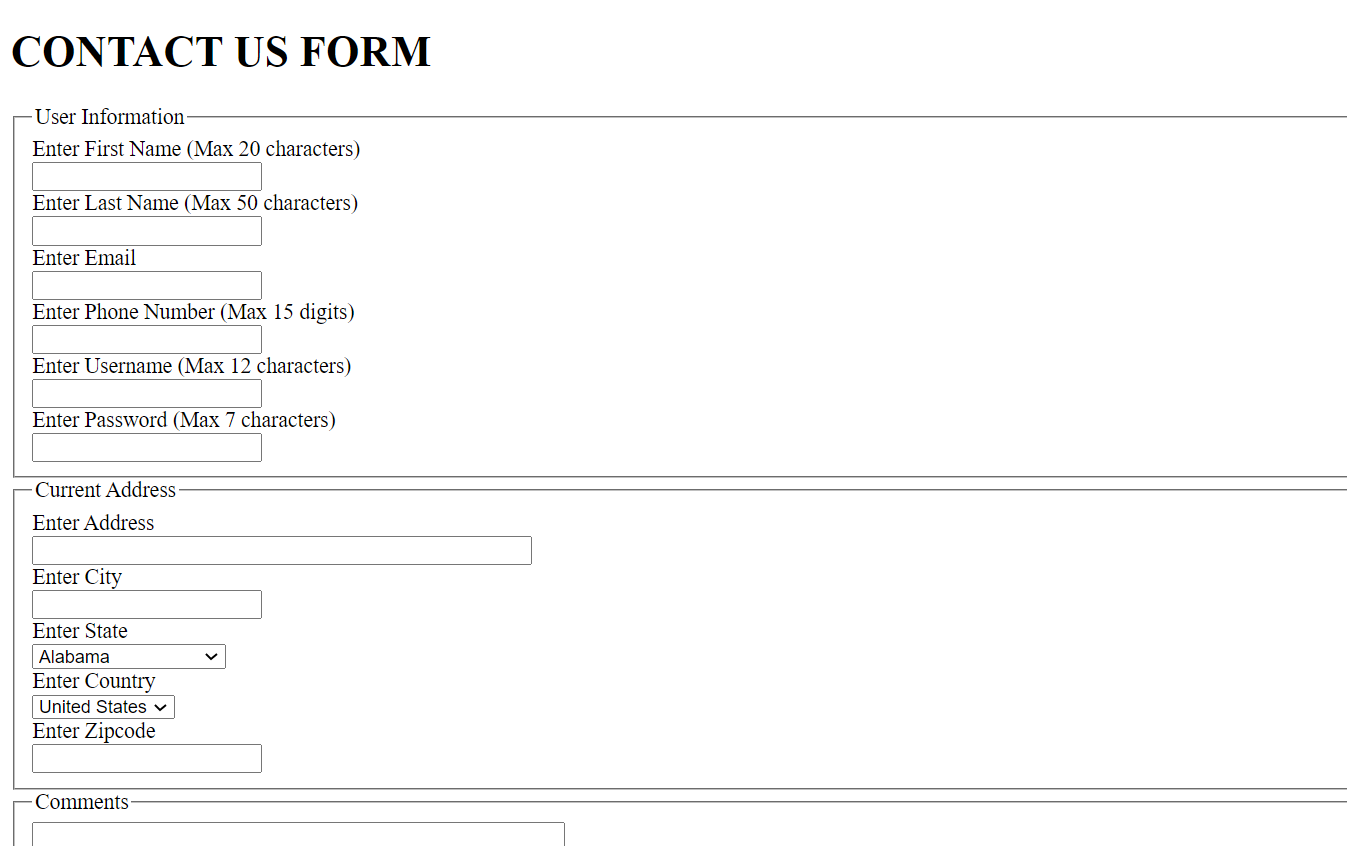 CONTACT US FORM
User Information
Enter First Name (Max 20 characters)
Enter Last Name (Max 50 characters)
Enter Email
Enter Phone Number (Max 15 digits)
Enter Username (Max 12 characters)
Enter Password (Max 7 characters)
Current Address
Enter Address
Enter City
Enter State
Alabama
Enter Country
United States
Enter Zipcode
Comments